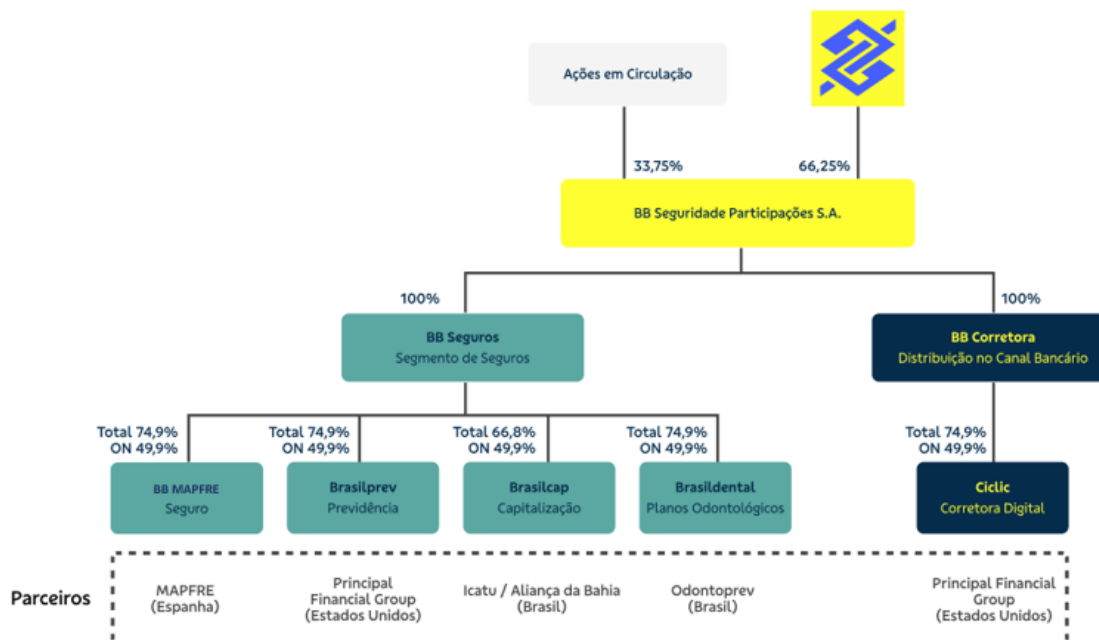 Ações em Circulação
33,75%
66,25%
BB Seguridade Participações S.A.
100%
100%
BB Seguros
Segmento de Seguros
BB Corretora
Distribuição no Canal Bancário
Total 74,9%
ON 49,9%
Total 74,9%
ON 49,9%
Total 66,8%
ON 49,9%
Total 74,9%
ON 49,9%
Total 74,9%
ON 49,9%
BB MAPFRE
Seguro
Brasilprev
Previdência
Brasilcap
Capitalização
Brasildental
Planos Odontológicos
Ciclic
Corretora Digital
Parceiros
MAPFRE
(Espanha)
Principal
Financial Group
(Estados Unidos)
Icatu / Aliança da Bahia
(Brasil)
Odontoprev
(Brasil)
Principal Financial
Group
(Estados Unidos)